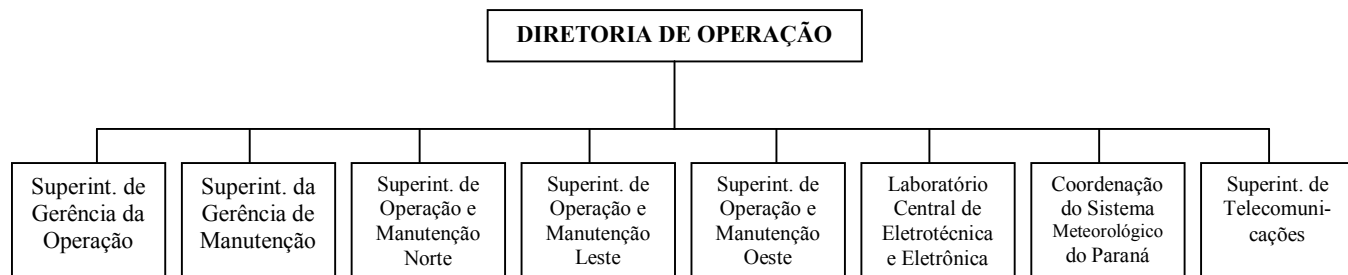 DIRETORIA DE OPERAÇÃO
Superint. de
Gerência da
Operação
Superint. da
Gerência de
Manutenção
Superint. de
Operação e
Manutenção
Norte
Superint. de
Operação e
Manutenção
Leste
Superint. de
Operação e
Manutenção
Oeste
Laboratório
Central de
Eletrotécnica
e Eletrônica
Coordenação
do Sistema
Meteorológico
do Paraná
Superint. de
Telecomuni-
cações